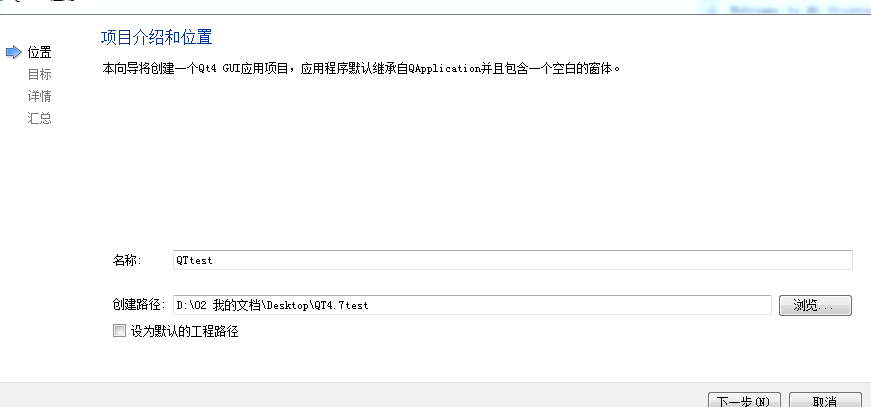 项目介绍和位置
位置
本向导将创建一个Qt4 GUI应用项目，应用程序默认继承自QApplication并且包含一个空白的窗体。
目标
详情
汇总
名称: QTtest
创建路径: D:\02 我的文档\Desktop\QT4.7test 浏览...
设为默认的工程路径
下一步(N) 取消